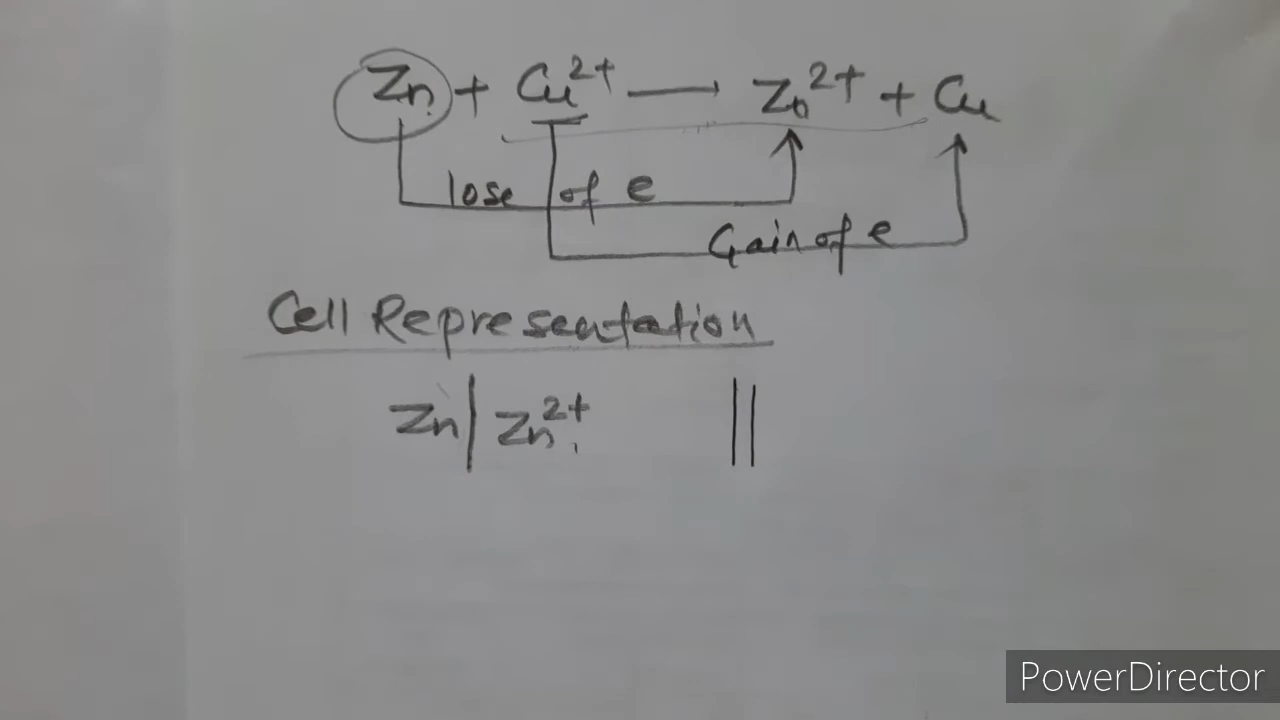 Zn + Cu²⁺ → Zn²⁺ + Cu
lose of e
Gain of e
Cell Representation
Zn | Zn²⁺ ||
PowerDirector